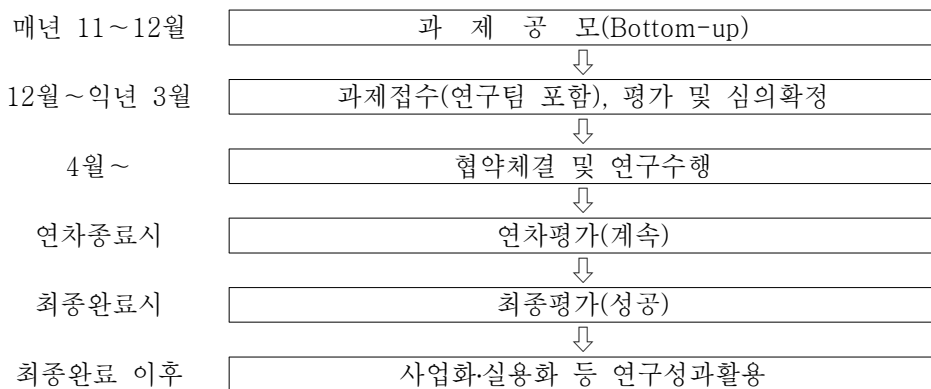 매년 11~12월 과 제 공 모(Bottom-up)
12월~익년 3월 과제접수(연구팀 포함), 평가 및 심의확정
4월~ 협약체결 및 연구수행
연차종료시 연차평가(계속)
최종완료시 최종평가(성공)
최종완료 이후 사업화·실용화 등 연구성과활용